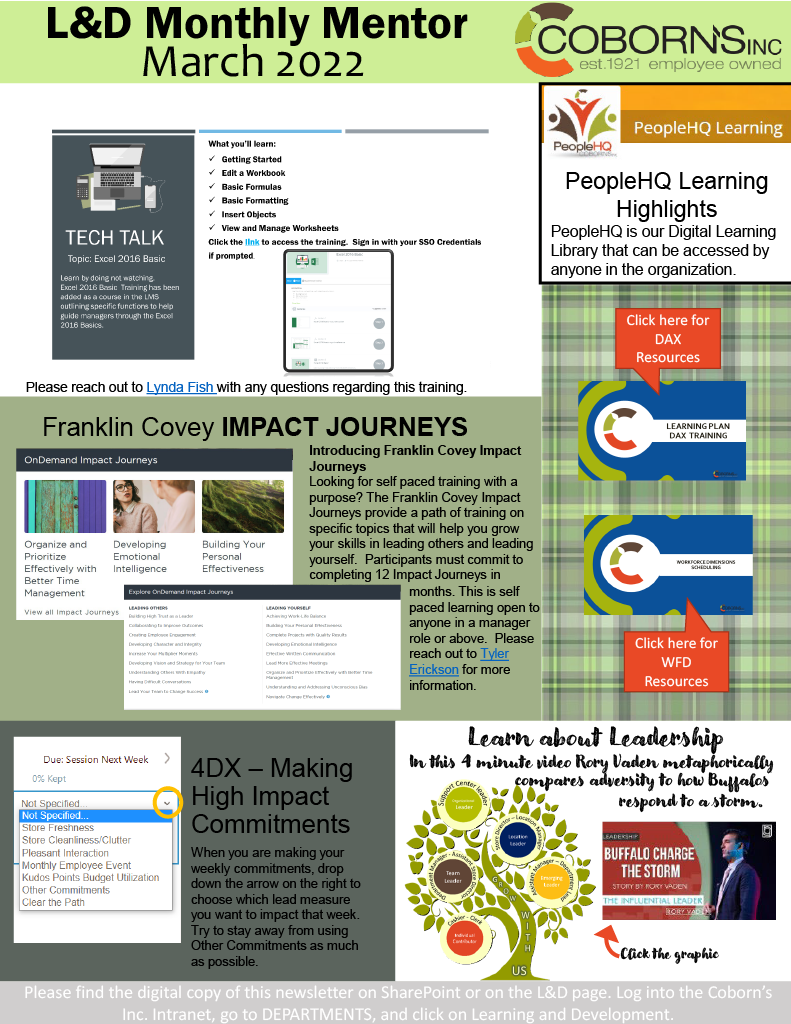 L&D Monthly Mentor
March 2022
COBORN'S INC
est.1921 employee owned
TECH TALK
Topic: Excel 2016 Basic
Learn by doing not watching.
Excel 2016 Basic Training has been
added as a course in the LMS
outlining specific functions to help
guide managers through the Excel
2016 Basics.
What you'll learn:
✓ Getting Started
✓ Edit a Workbook
✓ Basic Formulas
✓ Basic Formatting
✓ Insert Objects
✓ View and Manage Worksheets
Click the link to access the training. Sign in with your SSO Credentials
if prompted
Please reach out to Lynda Fish with any questions regarding this training.
PeopleHQ
PeopleHQ Learning
PeopleHQ Learning
Highlights
PeopleHQ is our Digital Learning
Library that can be accessed by
anyone in the organization.
Click here for
DAX
Resources
LEARNING PLAN
DAX TRAINING
WORKFORCE DIMENSIONS
SCHEDULING
Click here for
WFD
Resources
Franklin Covey IMPACT JOURNEYS
OnDemand Impact Journeys
Organize and
Prioritize
Effectively with
Better Time
Management
Developing
Emotional
Intelligence
Building Your
Personal
Effectiveness
View all Impact Journeys
Introducing Franklin Covey Impact
Journeys
Looking for self paced training with a
purpose? The Franklin Covey Impact
Journeys provide a path of training on
specific topics that will help you grow
your skills in leading others and leading
yourself. Participants must commit to
completing 12 Impact Journeys in
months. This is self
paced learning open to
anyone in a manager
role or above. Please
reach out to Tyler
Erickson for more
information.
Explore OnDemand Impact Journeys
LEADING OTHERS
Building High Trust as a Leader
Collaborating to Improve Outcomes
Creating Employee Engagement
Developing Character and Integrity
Increase Your Multiplier Moments
Developing Vision and Strategy for Your Team
Understanding Others With Empathy
Having Difficult Conversations
Lead Your Team to Change Success
LEADING YOURSELF
Achieving Work-Life Balance
Building Your Personal Effectiveness
Complete Projects with Quality Results
Developing Emotional Intelligence
Effective Written Communication
Lead More Effective Meetings
Organize and Prioritize Effectively with Better Time
Management
Understanding and Addressing Unconscious Bias
Navigate Change Effectively
Due: Session Next Week
0% Kept
Not Specified...
Not Specified...
Store Freshness
Store Cleanliness/Clutter
Pleasant Interaction
Monthly Employee Event
Kudos Points Budget Utilization
Other Commitments
Clear the Path
4DX – Making
High Impact
Commitments
When you are making your
weekly commitments, drop
down the arrow on the right to
choose which lead measure
you want to impact that week.
Try to stay away from using
Other Commitments as much
as possible.
Learn about Leadership
In this 4 minute video Rory Vaden metaphorically
compares adversity to how Buffalos
respond to a storm.
Support Center leader
Organizational
Leader
Store Director – Location Manager
Location
Leader
Department Manager – Assistant Store Director
Team
Leader
Emerging
Leader
Cashier - Clerk
Individual
Contributor
GROW
WITH
US
LEADERSHIP
BUFFALO CHARGE
THE STORM
STORY BY RORY VADEN
THE INFLUENTIAL LEADER
RORY VADEN
Click the graphic
Please find the digital copy of this newsletter on SharePoint or on the L&D page. Log into the Coborn's
Inc. Intranet, go to DEPARTMENTS, and click on Learning and Development.